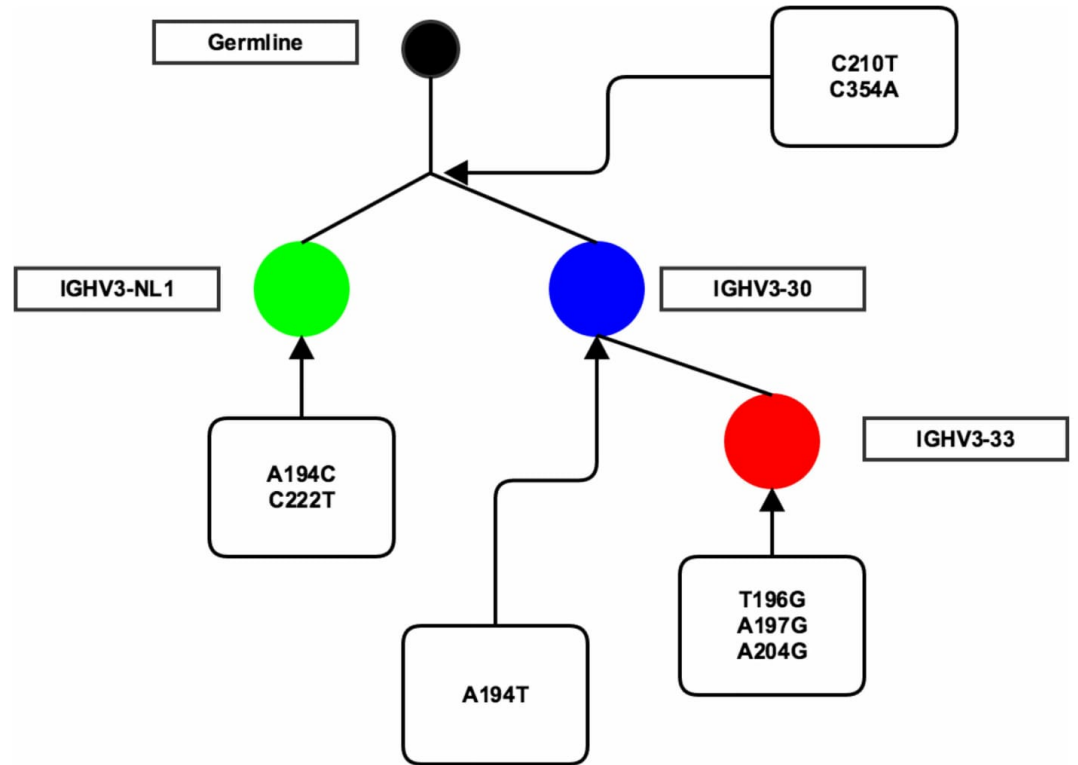 Germline
C210T
C354A
IGHV3-NL1
IGHV3-30
IGHV3-33
A194C
C222T
T196G
A197G
A204G
A194T